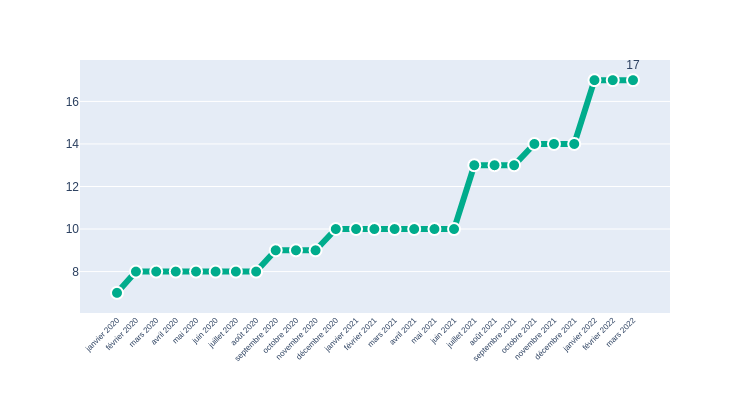 17
16
14
12
10
8
janvier 2020
février 2020
mars 2020
avril 2020
mai 2020
juin 2020
juillet 2020
août 2020
septembre 2020
octobre 2020
novembre 2020
décembre 2020
janvier 2021
février 2021
mars 2021
avril 2021
mai 2021
juin 2021
juillet 2021
août 2021
septembre 2021
octobre 2021
novembre 2021
décembre 2021
janvier 2022
février 2022
mars 2022